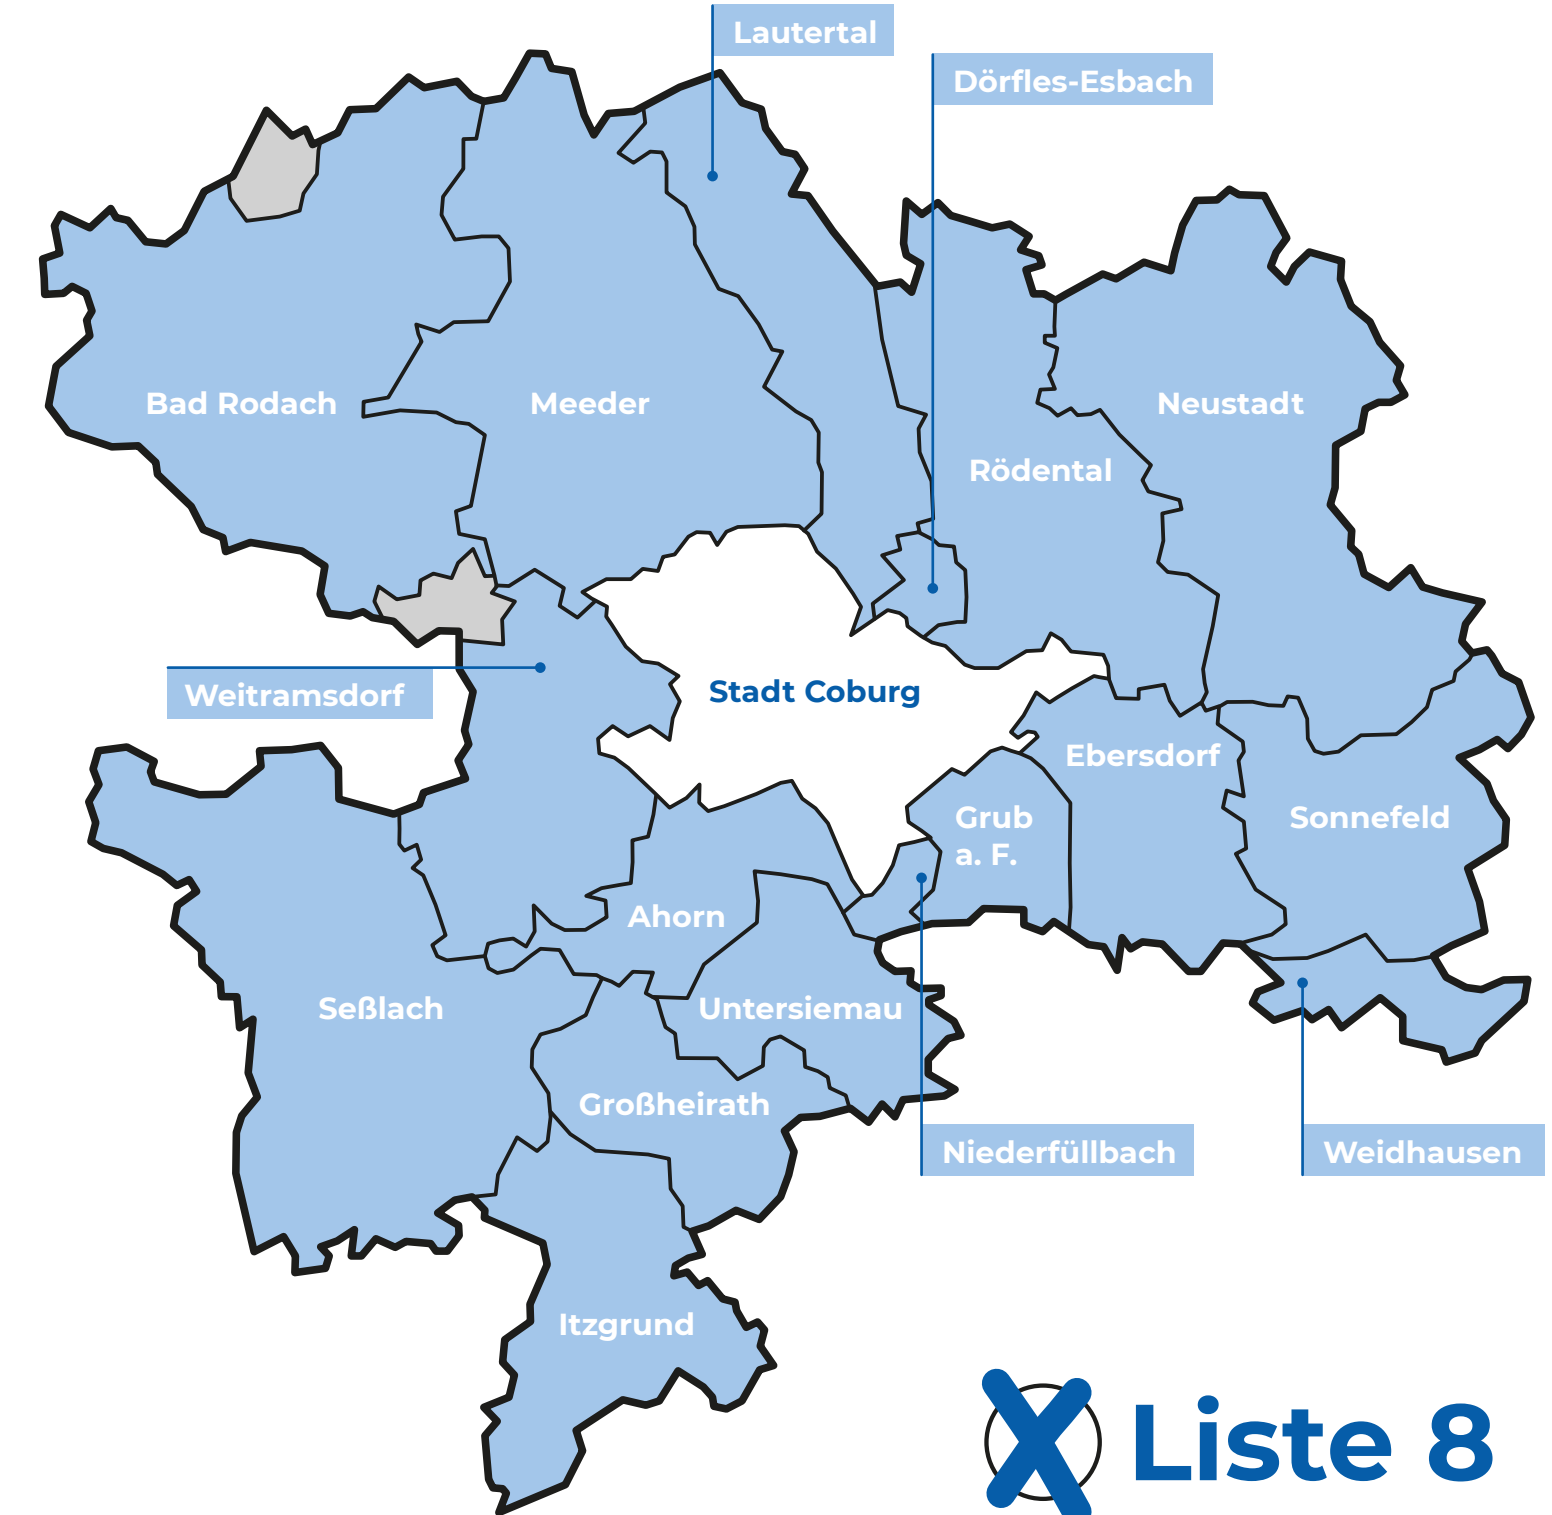 Lautertal
Dörfles-Esbach
Bad Rodach
Meeder
Neustadt
Rödental
Weitramsdorf
Stadt Coburg
Ebersdorf
Grub
a. F.
Sonnefeld
Ahorn
Seßlach
Untersiemau
Großheirath
Niederfüllbach
Weidhausen
Itzgrund
Liste 8